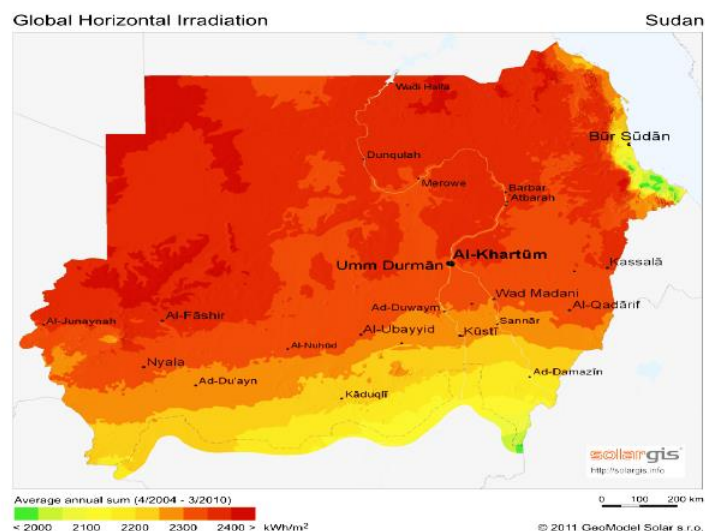 Global Horizontal Irradiation
Sudan
Wadi Halfa
Būr Sūdān
Dunqulah
Merowe
Barbar
Atbarah
Al-Khartūm
Umm Durmān
Kassalā
Wad Madani
Ad-Duwaym
Al-Qadārif
Al-Junaynah
Al-Fāshir
Sannār
Al-Ubayyid
Kūstī
Al-Nuhūd
Nyala
Ad-Du'ayn
Ad-Damazīn
Kāduqlī
solargis
http://solargis.info
Average annual sum (4/2004 - 3/2010)
0 100 200 km
< 2000 2100 2200 2300 2400 > kWh/m²
© 2011 GeoModel Solar s.r.o.